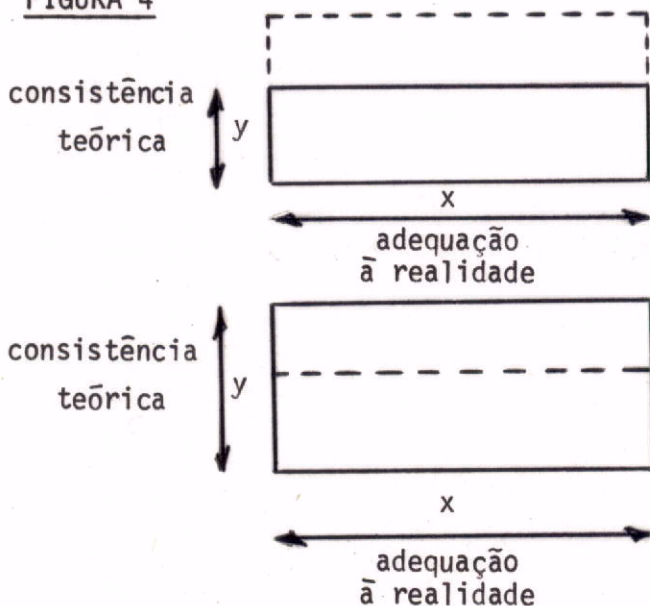 FIGURA 4
consistência
teórica
y
x
adequação
à realidade
consistência
teórica
y
x
adequação
à realidade